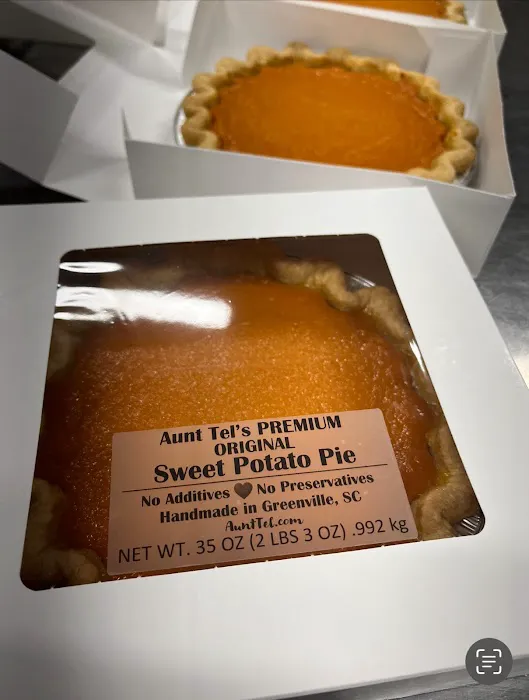 Aunt Tel's PREMIUM
ORIGINAL
Sweet Potato Pie
No Additives 🖤 No Preservatives
Handmade in Greenville, SC
AuntTel.com
NET WT. 35 OZ (2 LBS 3 OZ) .992 kg